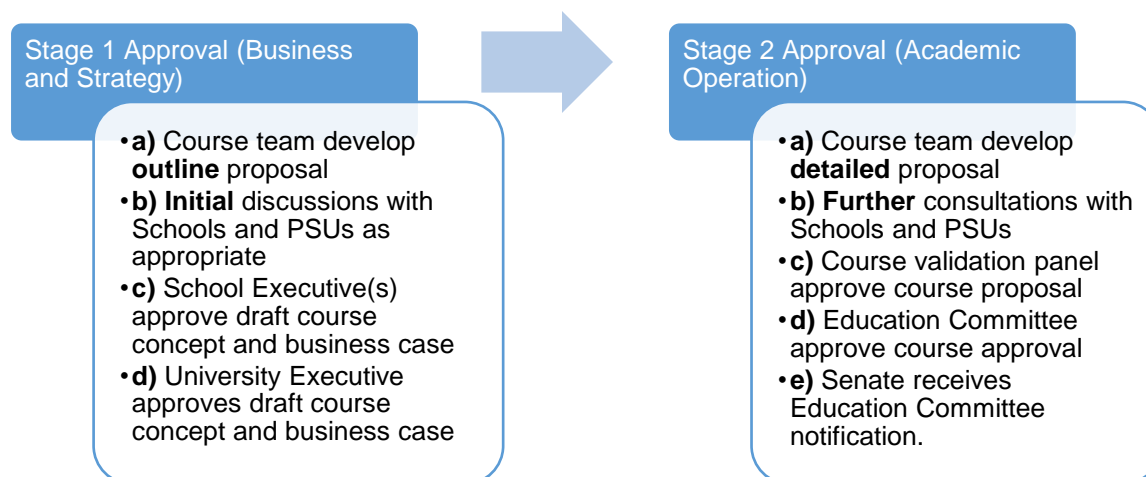 Stage 1 Approval (Business
and Strategy)
•a) Course team develop
outline proposal
•b) Initial discussions with
Schools and PSUs as
appropriate
•c) School Executive(s)
approve draft course
concept and business case
•d) University Executive
approves draft course
concept and business case
Stage 2 Approval (Academic
Operation)
•a) Course team develop
detailed proposal
•b) Further consultations with
Schools and PSUs
•c) Course validation panel
approve course proposal
•d) Education Committee
approve course approval
•e) Senate receives
Education Committee
notification.